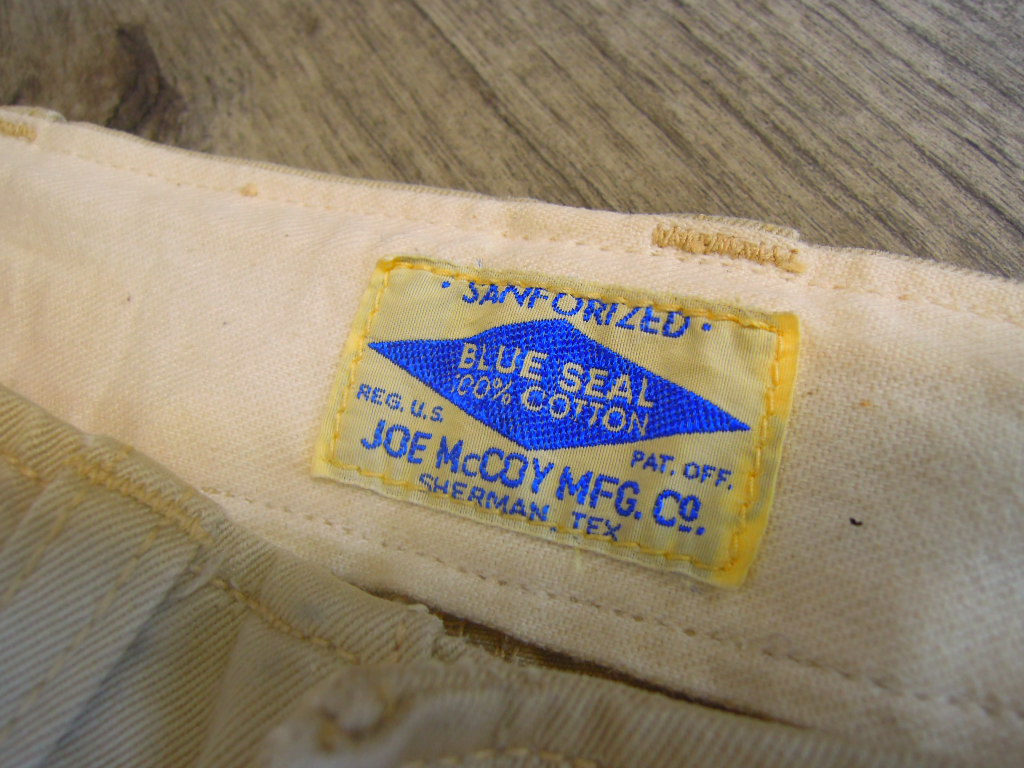 · SANFORIZED ·
BLUE SEAL
100% COTTON
REG. U.S. PAT. OFF.
JOE McCOY MFG. Co.
SHERMAN, TEX